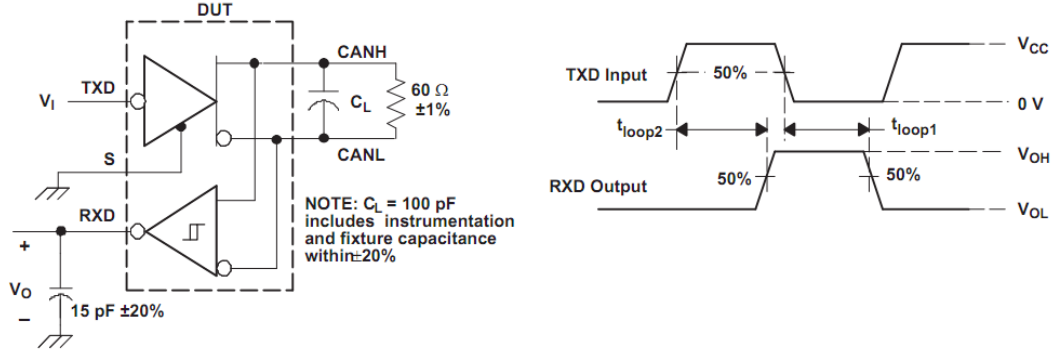 DUT
CANH
TXD
V_I
C_L
60 Ω
±1%
S
CANL
RXD
NOTE: C_L = 100 pF
includes instrumentation
and fixture capacitance
within±20%
+
V_O
15 pF ±20%
–
V_CC
TXD Input
50%
0 V
t_loop2
t_loop1
V_OH
50%
50%
RXD Output
V_OL